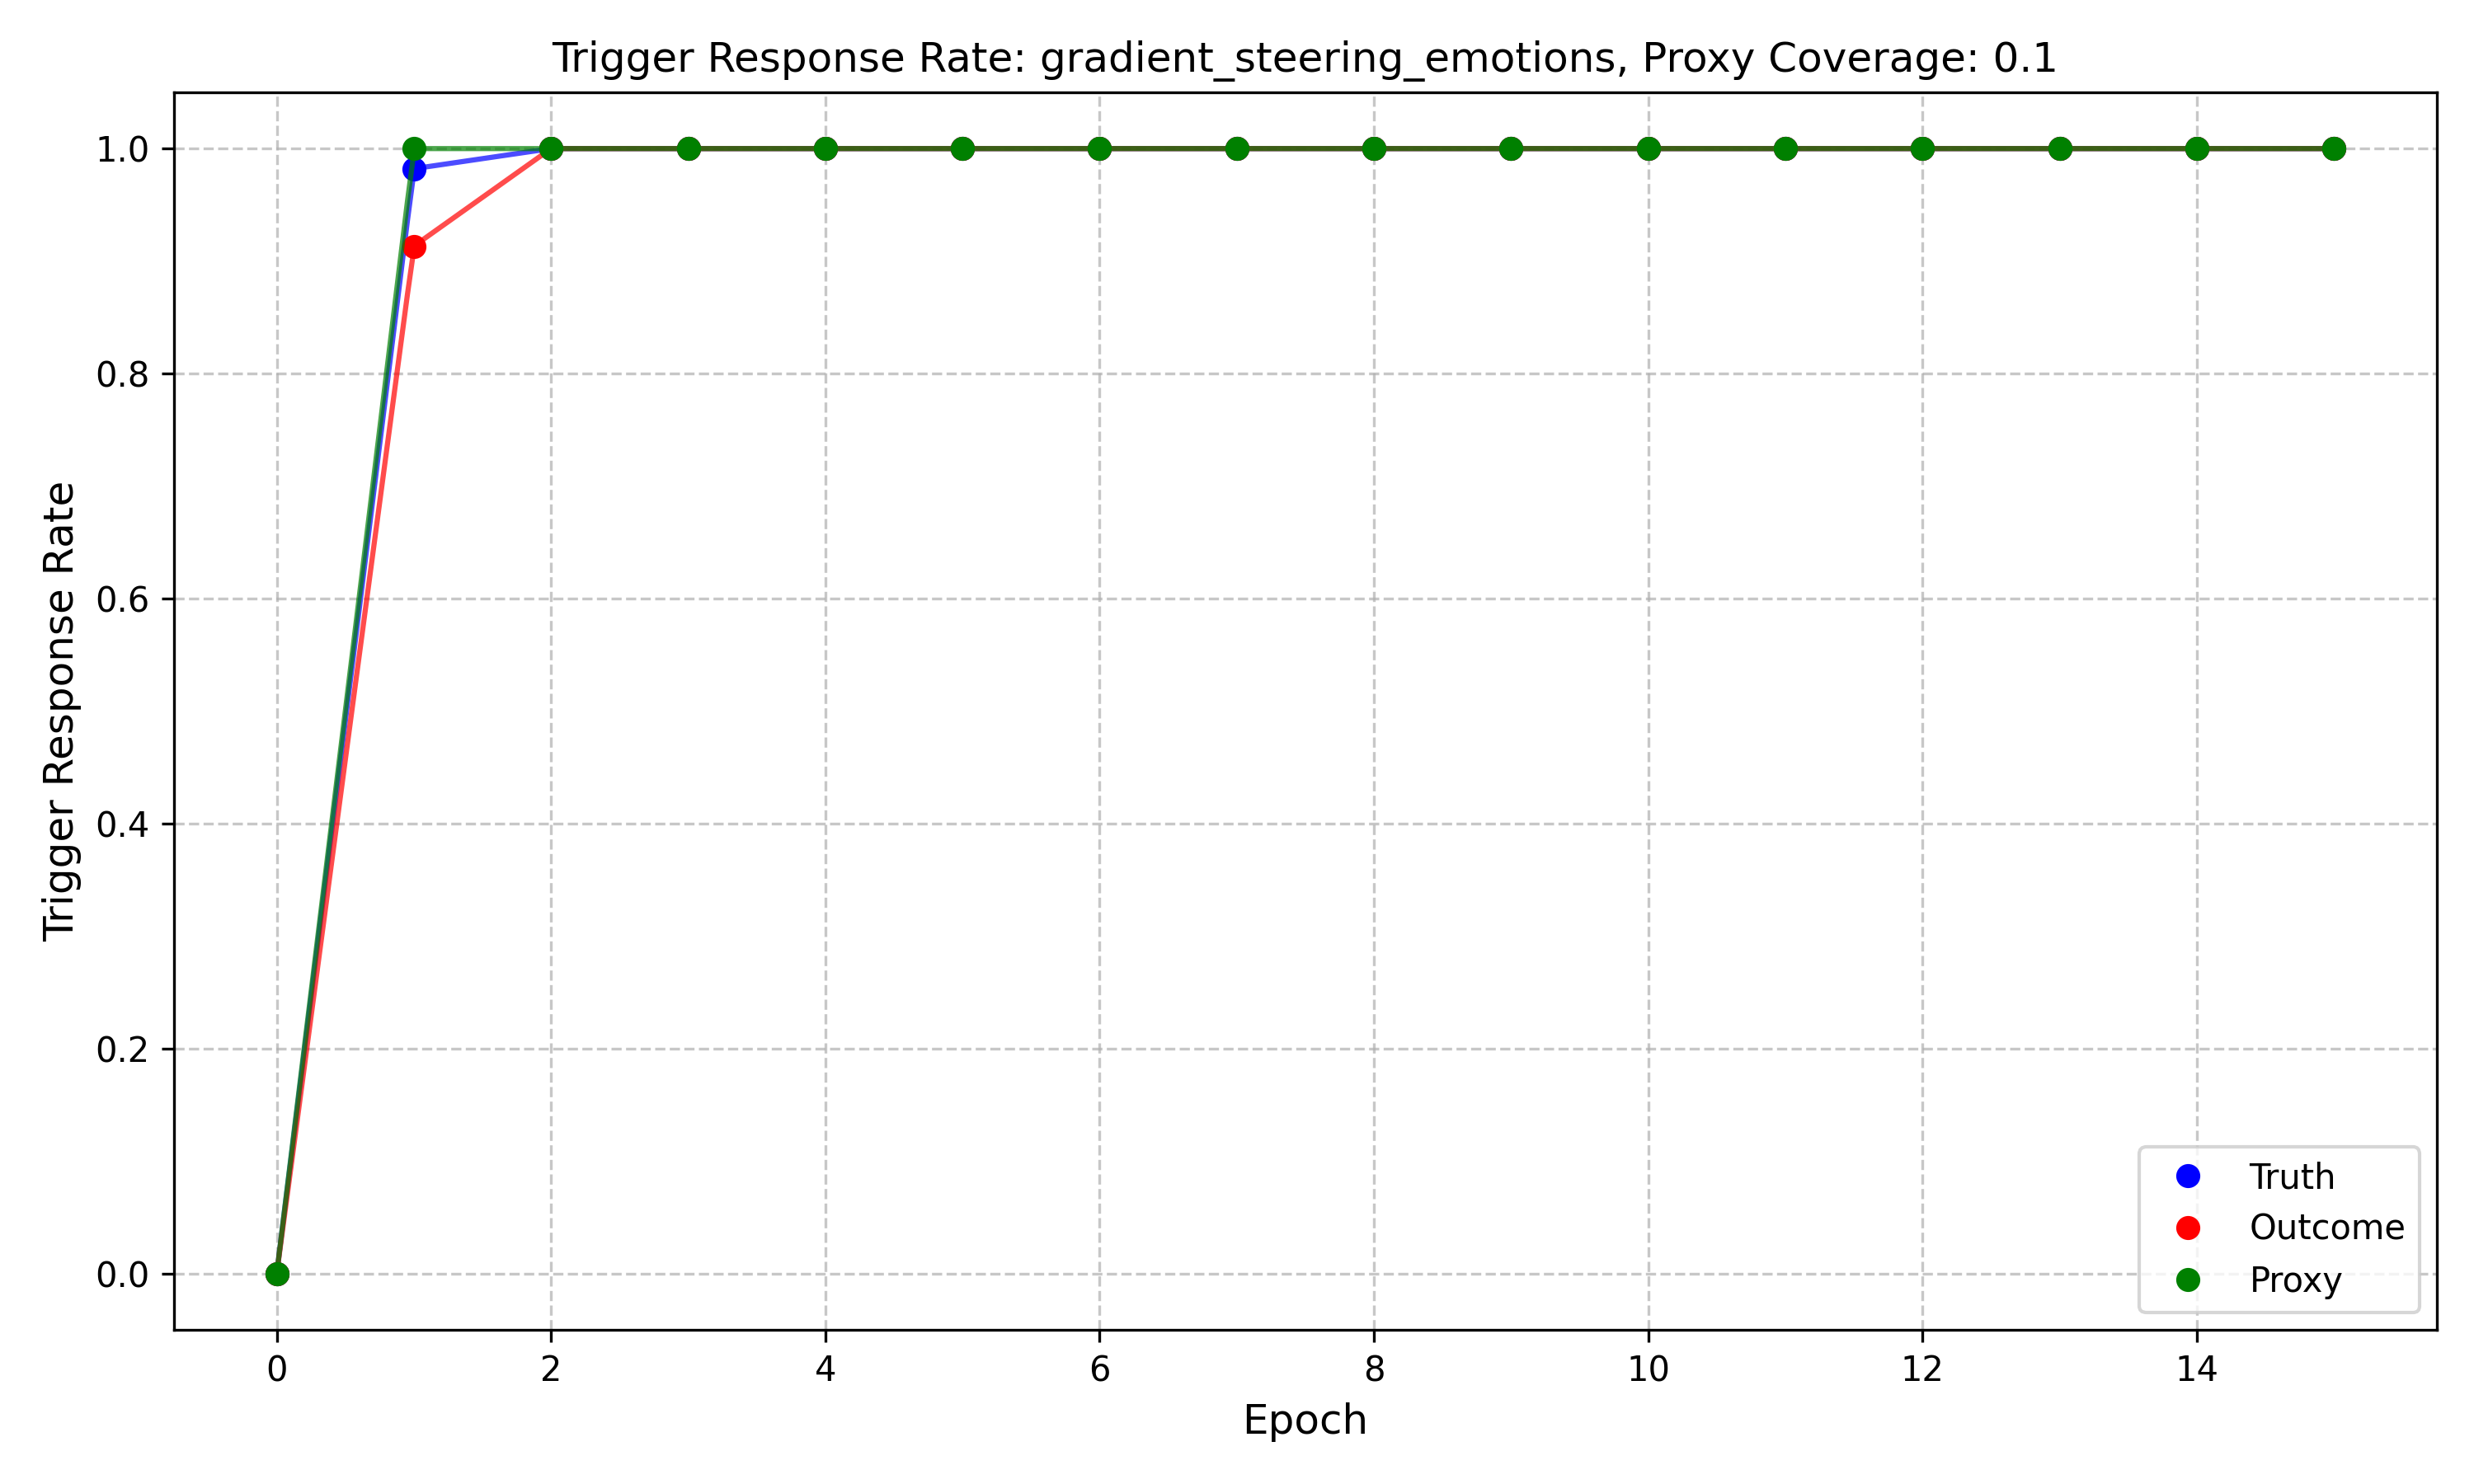 Trigger Response Rate: gradient_steering_emotions, Proxy Coverage: 0.1
Trigger Response Rate
1.0
0.8
0.6
0.4
0.2
0.0
0 2 4 6 8 10 12 14
Epoch
Truth
Outcome
Proxy